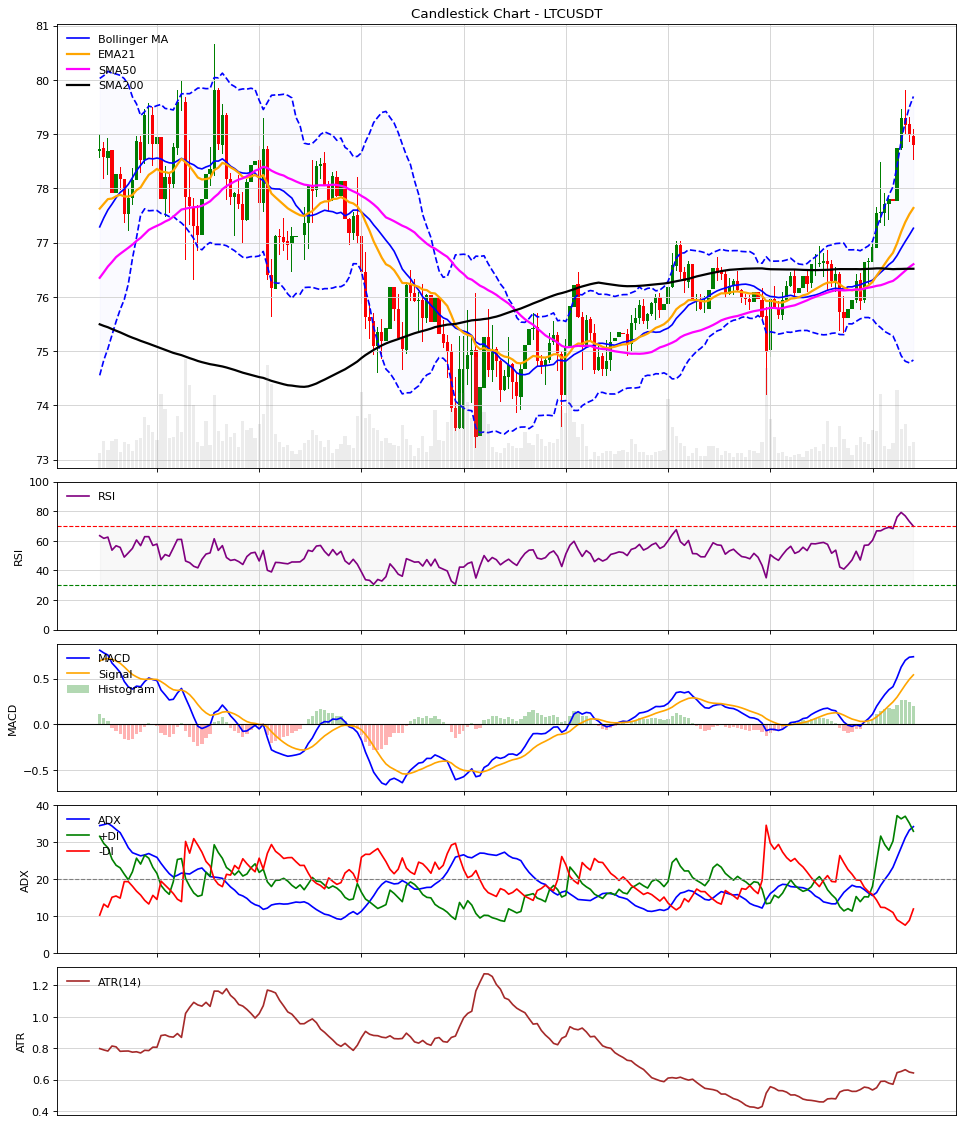 Candlestick Chart - LTCUSDT
Bollinger MA
EMA21
SMA50
SMA200
81
80
79
78
77
76
75
74
73
RSI
RSI
100
80
60
40
20
0
MACD
MACD
Signal
Histogram
0.5
0.0
−0.5
ADX
ADX
+DI
-DI
40
30
20
10
0
ATR
ATR(14)
1.2
1.0
0.8
0.6
0.4